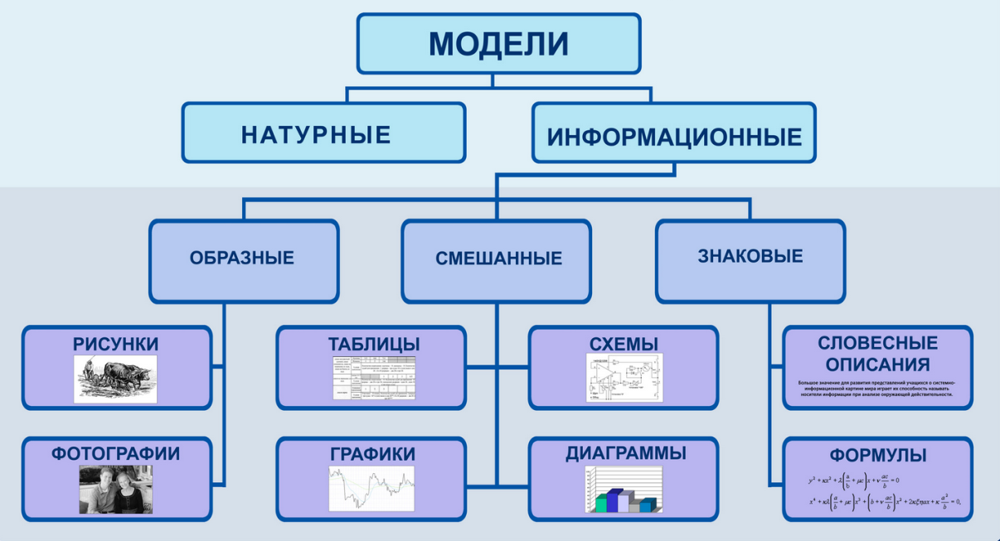 МОДЕЛИ
НАТУРНЫЕ
ИНФОРМАЦИОННЫЕ
ОБРАЗНЫЕ
СМЕШАННЫЕ
ЗНАКОВЫЕ
РИСУНКИ
ТАБЛИЦЫ
СХЕМЫ
СЛОВЕСНЫЕ
ОПИСАНИЯ
Большое значение для развития представлений учащихся о системно-
информационной картине мира играет их способность называть
носители информации при анализе окружающей действительности.
ФОТОГРАФИИ
ГРАФИКИ
ДИАГРАММЫ
ФОРМУЛЫ